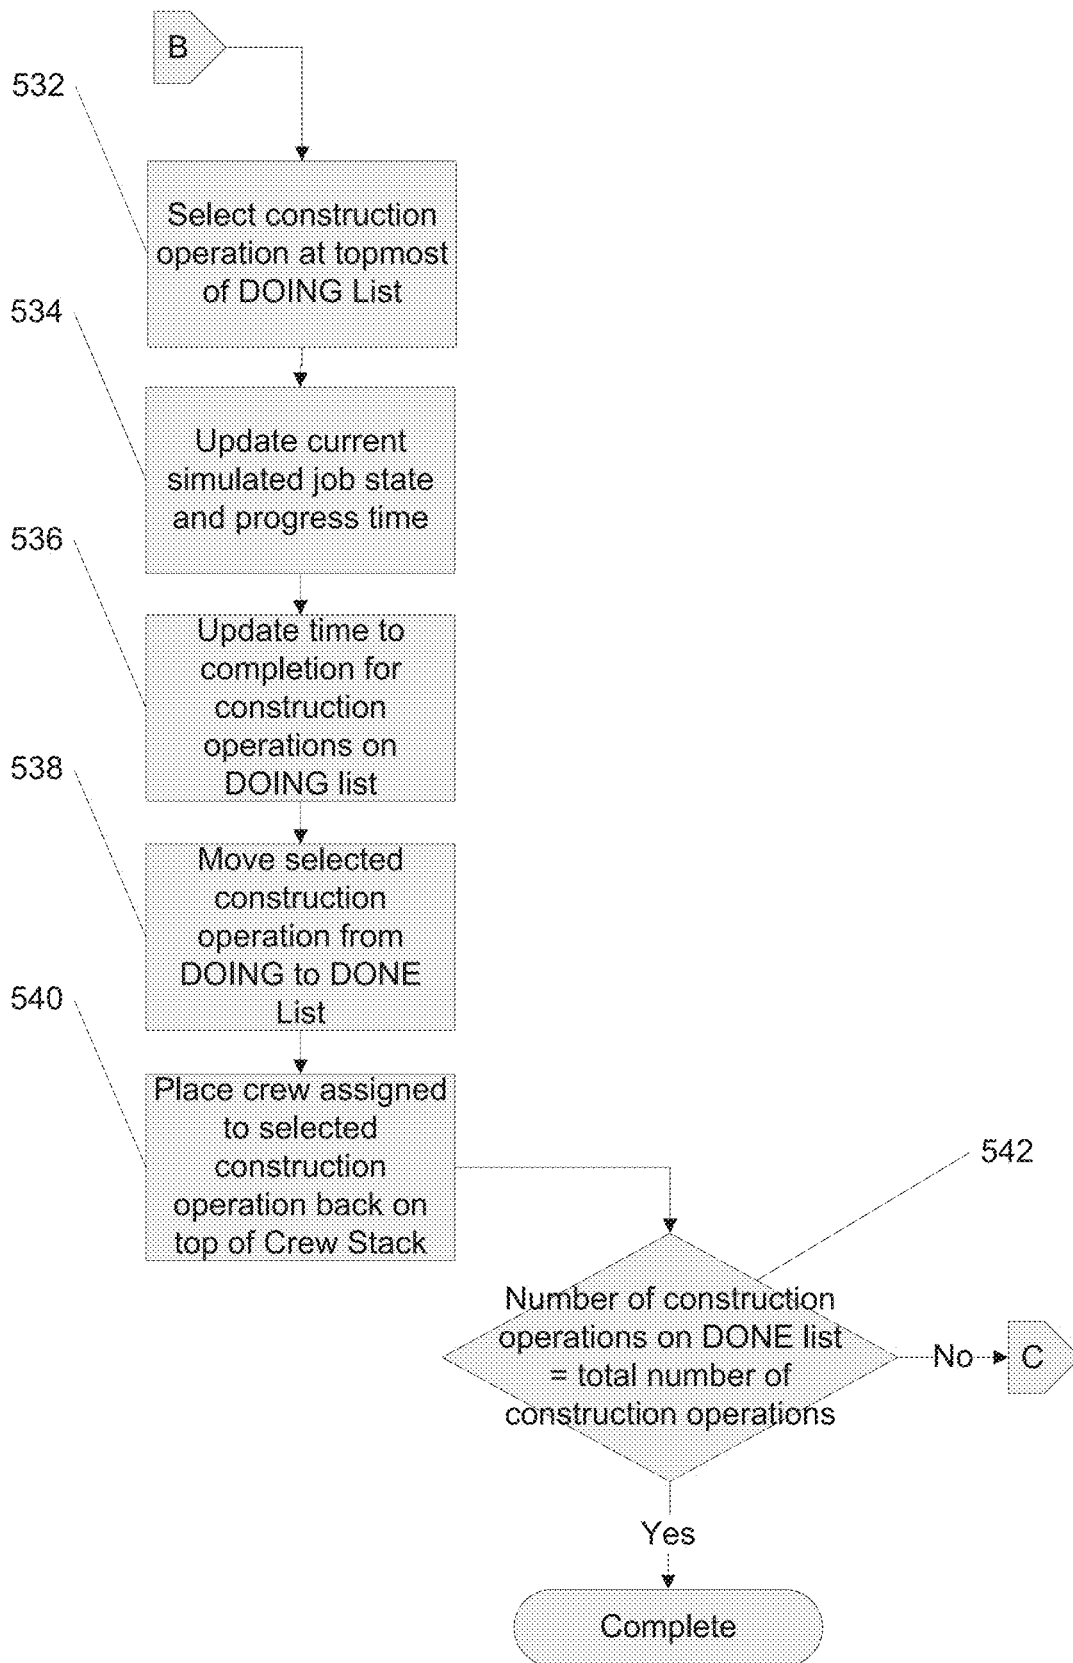 B
532
Select construction
operation at topmost
of DOING List
534
Update current
simulated job state
and progress time
536
Update time to
completion for
construction
operations on
DOING list
538
Move selected
construction
operation from
DOING to DONE
List
540
Place crew assigned
to selected
construction
operation back on
top of Crew Stack
542
Number of construction
operations on DONE list
= total number of
construction operations
No
C
Yes
Complete